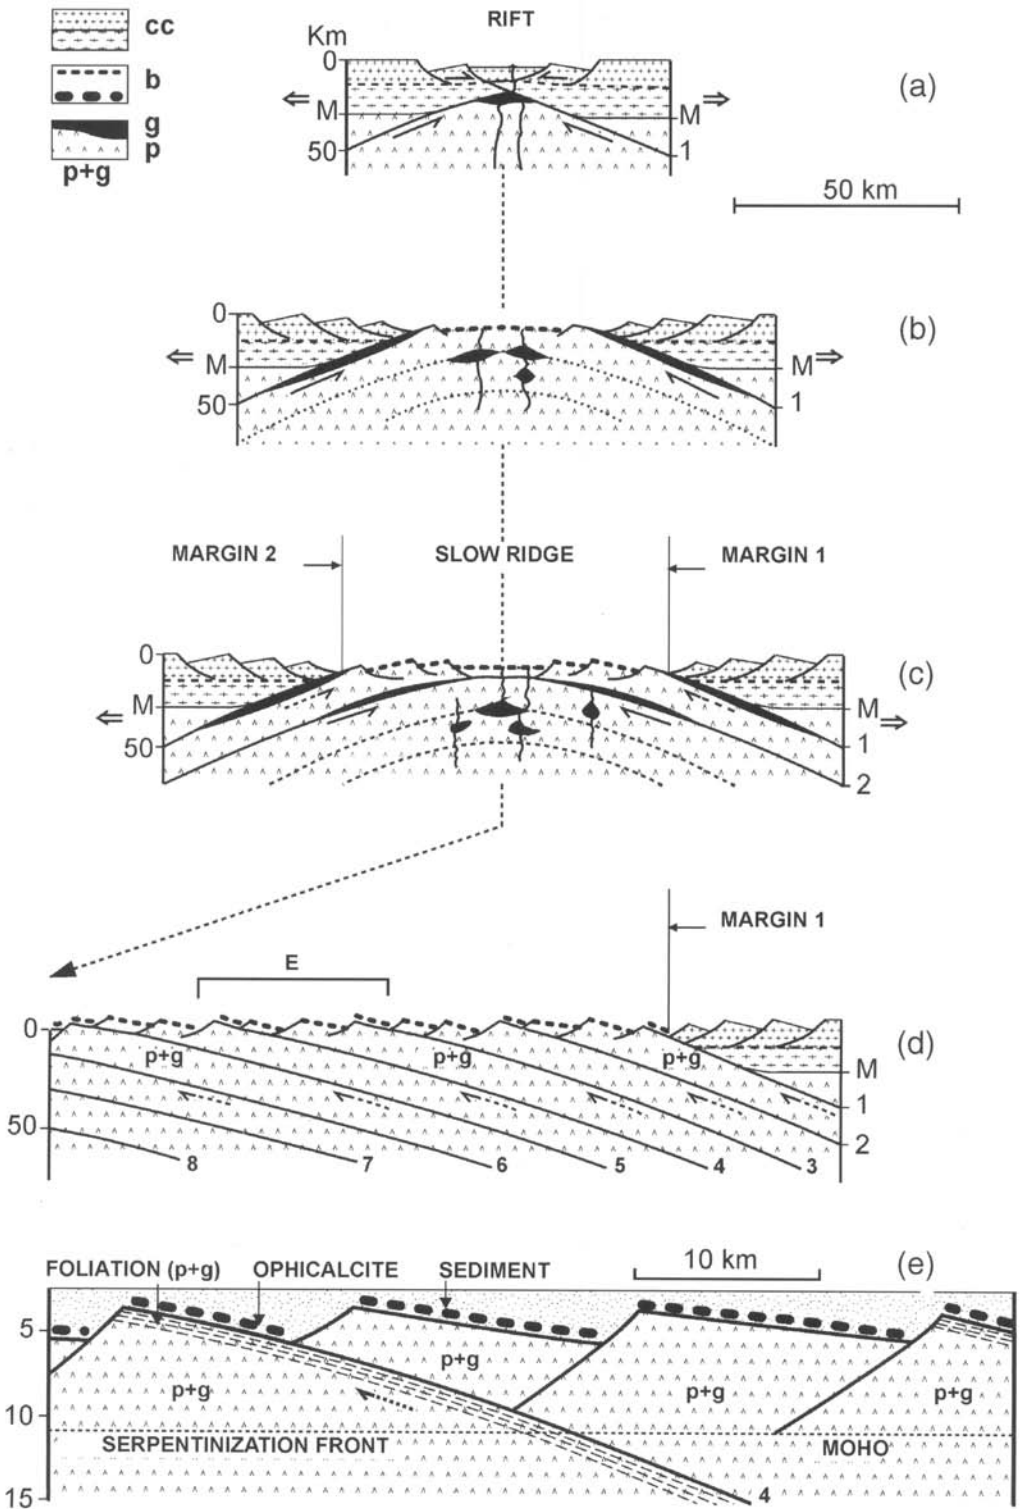 cc
b
g
p
p+g
RIFT
Km
0
M
50
M
1
(a)
50 km
0
M
50
M
1
(b)
MARGIN 2
SLOW RIDGE
MARGIN 1
0
M
50
M
1
2
(c)
MARGIN 1
E
0
50
p+g
p+g
p+g
M
1
2
8
7
6
5
4
3
(d)
10 km
(e)
FOLIATION (p+g)
OPHICALCITE
SEDIMENT
5
10
15
p+g
p+g
p+g
p+g
SERPENTINIZATION FRONT
MOHO
4